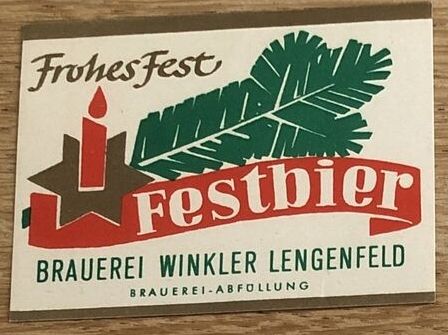 Frohes Fest
Festbier
BRAUEREI WINKLER LENGENFELD
BRAUEREI-ABFÜLLUNG